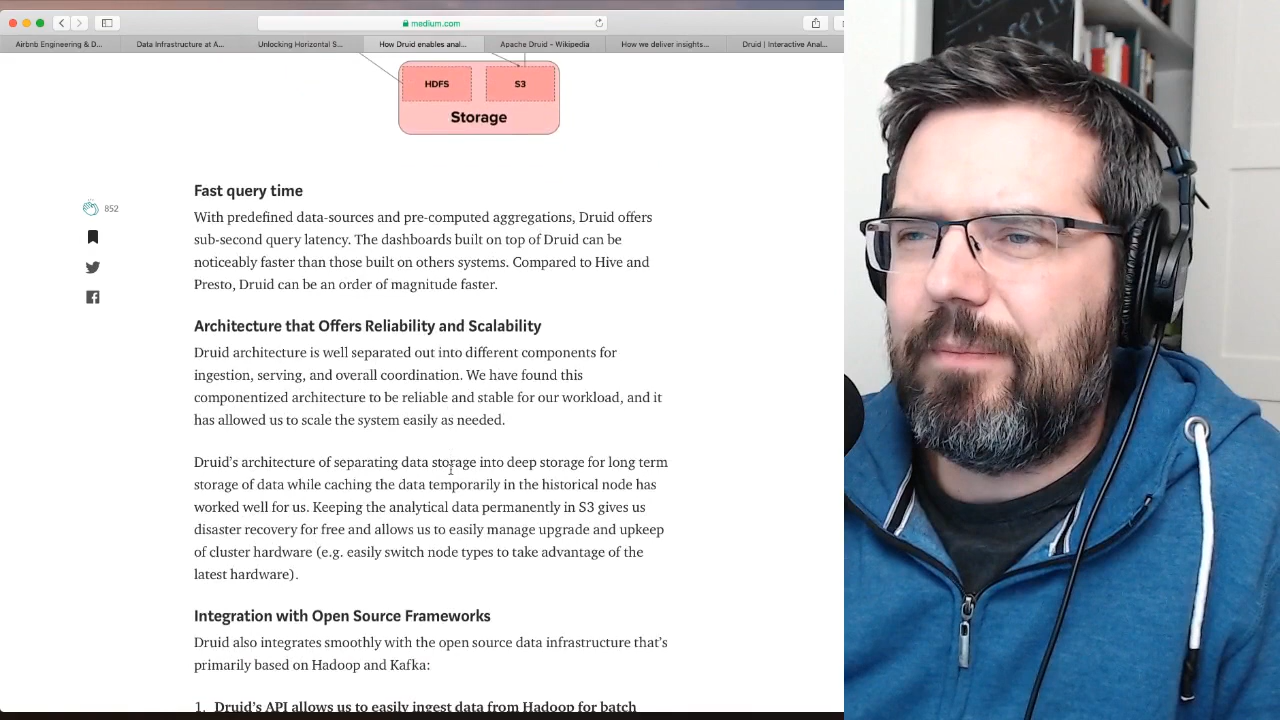 medium.com
Airbnb Engineering & D...
Data Infrastructure at A...
Unlocking Horizontal S...
How Druid enables anal...
Apache Druid - Wikipedia
How we deliver insights...
Druid | Interactive Anal...
HDFS
S3
Storage
852
Fast query time
With predefined data-sources and pre-computed aggregations, Druid offers
sub-second query latency. The dashboards built on top of Druid can be
noticeably faster than those built on others systems. Compared to Hive and
Presto, Druid can be an order of magnitude faster.
Architecture that Offers Reliability and Scalability
Druid architecture is well separated out into different components for
ingestion, serving, and overall coordination. We have found this
componentized architecture to be reliable and stable for our workload, and it
has allowed us to scale the system easily as needed.
Druid's architecture of separating data storage into deep storage for long term
storage of data while caching the data temporarily in the historical node has
worked well for us. Keeping the analytical data permanently in S3 gives us
disaster recovery for free and allows us to easily manage upgrade and upkeep
of cluster hardware (e.g. easily switch node types to take advantage of the
latest hardware).
Integration with Open Source Frameworks
Druid also integrates smoothly with the open source data infrastructure that's
primarily based on Hadoop and Kafka:
1. Druid's API allows us to easily ingest data from Hadoop for batch